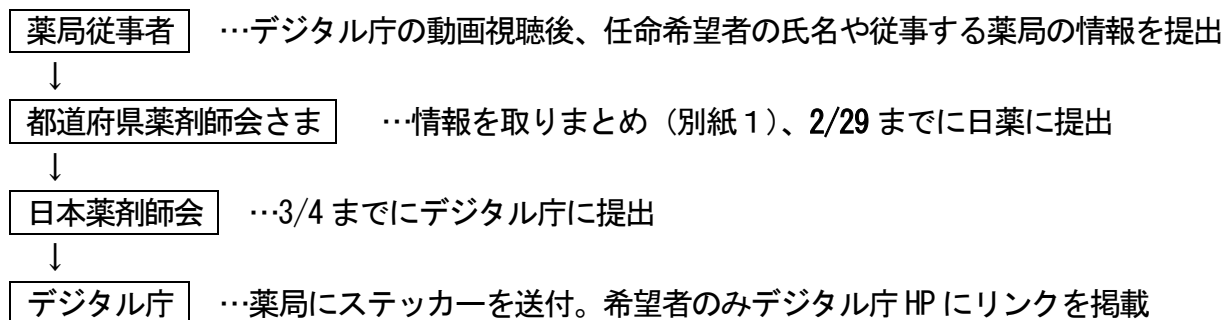 薬局従事者 …デジタル庁の動画視聴後、任命希望者の氏名や従事する薬局の情報を提出
↓
都道府県薬剤師会さま …情報を取りまとめ（別紙１）、2/29 までに日薬に提出
↓
日本薬剤師会 …3/4 までにデジタル庁に提出
↓
デジタル庁 …薬局にステッカーを送付。希望者のみデジタル庁 HP にリンクを掲載